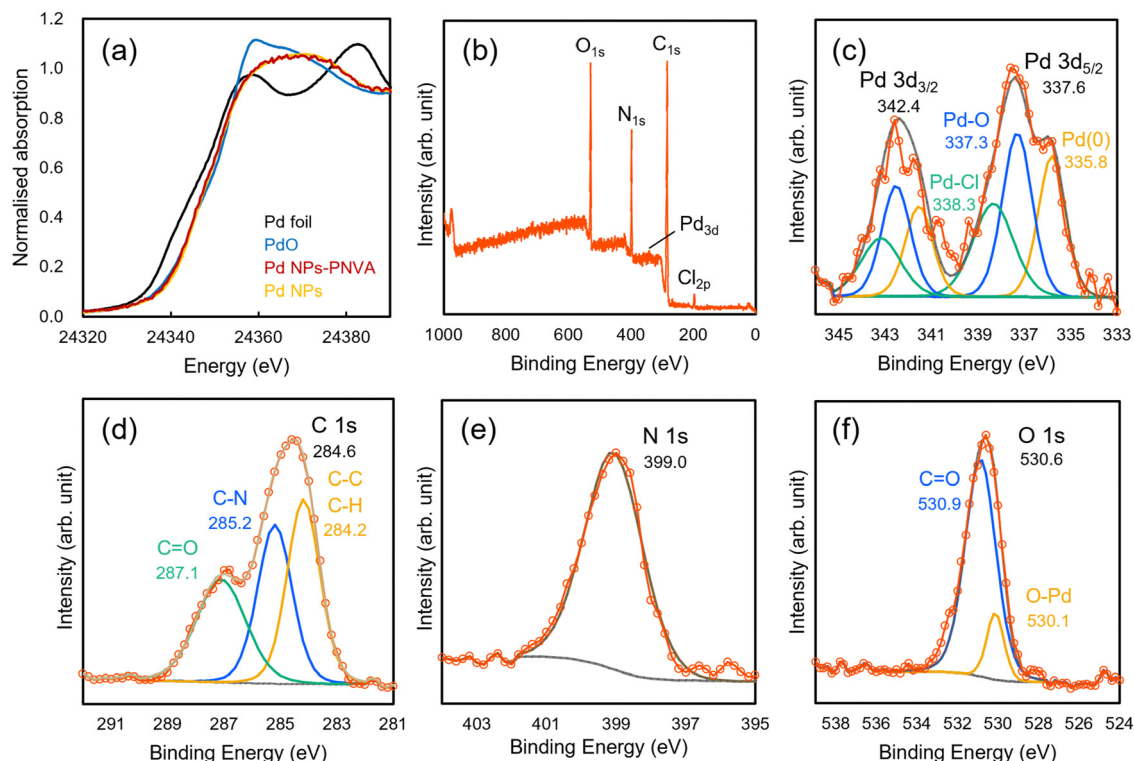 (a)
Normalised absorption
1.2
1.0
0.8
0.6
0.4
0.2
0.0
Pd foil
PdO
Pd NPs-PNVA
Pd NPs
24320 24340 24360 24380
Energy (eV)
(b)
Intensity (arb. unit)
O1s
C1s
N1s
Pd3d
Cl2p
1000 800 600 400 200 0
Binding Energy (eV)
(c)
Intensity (arb. unit)
Pd 3d5/2
337.6
Pd 3d3/2
342.4
Pd-O
337.3
Pd(0)
335.8
Pd-Cl
338.3
345 343 341 339 337 335 333
Binding Energy (eV)
(d)
Intensity (arb. unit)
C 1s
284.6
C-C
C-H
284.2
C-N
285.2
C=O
287.1
291 289 287 285 283 281
Binding Energy (eV)
(e)
Intensity (arb. unit)
N 1s
399.0
403 401 399 397 395
Binding Energy (eV)
(f)
Intensity (arb. unit)
O 1s
530.6
C=O
530.9
O-Pd
530.1
538 536 534 532 530 528 526 524
Binding Energy (eV)